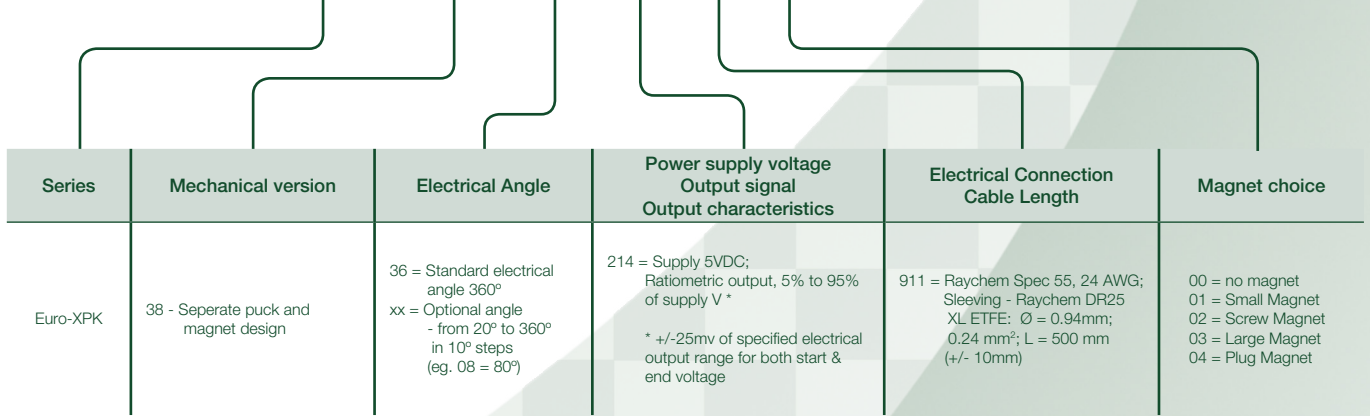 Series
Mechanical version
Electrical Angle
Power supply voltage
Output signal
Output characteristics
Electrical Connection
Cable Length
Magnet choice
Euro-XPK
38 - Seperate puck and
magnet design
36 = Standard electrical
angle 360º
xx = Optional angle
- from 20º to 360º
in 10º steps
(eg. 08 = 80º)
214 = Supply 5VDC;
Ratiometric output, 5% to 95%
of supply V *
* +/-25mv of specified electrical
output range for both start &
end voltage
911 = Raychem Spec 55, 24 AWG;
Sleeving - Raychem DR25
XL ETFE: Ø = 0.94mm;
0.24 mm²; L = 500 mm
(+/- 10mm)
00 = no magnet
01 = Small Magnet
02 = Screw Magnet
03 = Large Magnet
04 = Plug Magnet